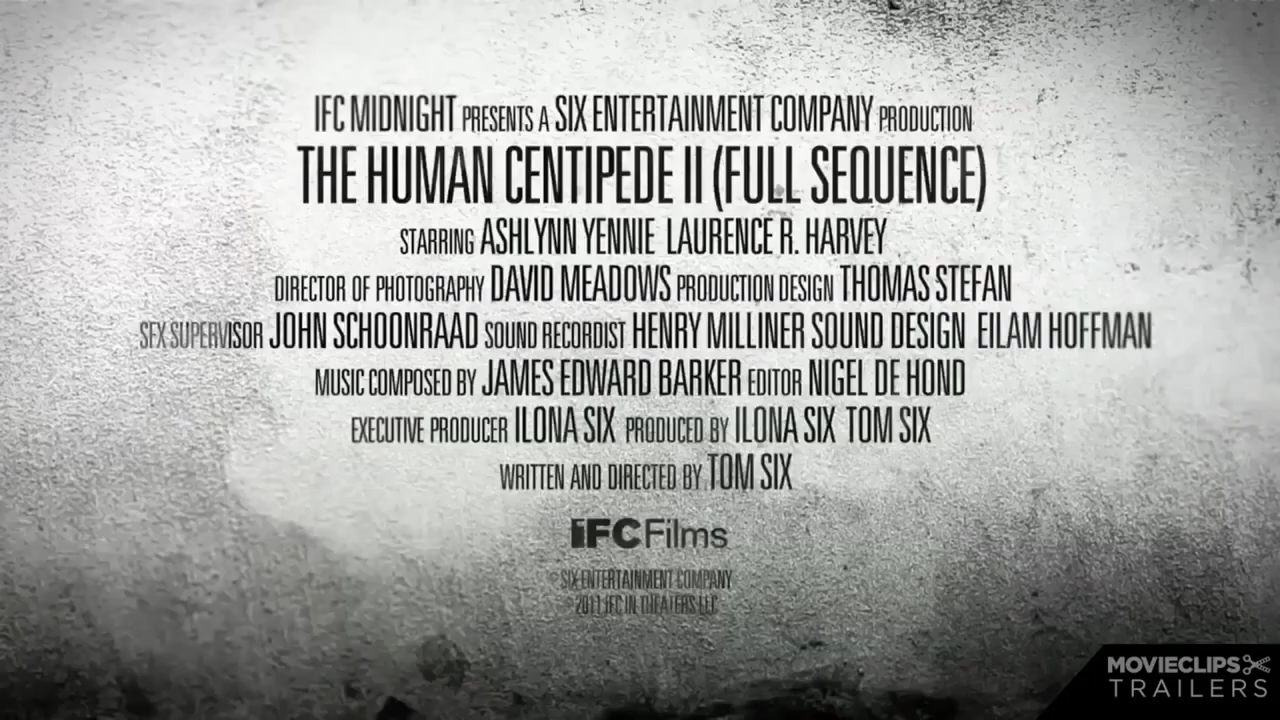 IFC MIDNIGHT PRESENTS A SIX ENTERTAINMENT COMPANY PRODUCTION
THE HUMAN CENTIPEDE II (FULL SEQUENCE)
STARRING ASHLYNN YENNIE LAURENCE R. HARVEY
DIRECTOR OF PHOTOGRAPHY DAVID MEADOWS PRODUCTION DESIGN THOMAS STEFAN
SFX SUPERVISOR JOHN SCHOONRAAD SOUND RECORDIST HENRY MILLINER SOUND DESIGN EILAM HOFFMAN
MUSIC COMPOSED BY JAMES EDWARD BARKER EDITOR NIGEL DE HOND
EXECUTIVE PRODUCER ILONA SIX PRODUCED BY ILONA SIX TOM SIX
WRITTEN AND DIRECTED BY TOM SIX
IFC Films
© SIX ENTERTAINMENT COMPANY
© 2011 IFC IN THEATERS LLC
MOVIECLIPS
TRAILERS